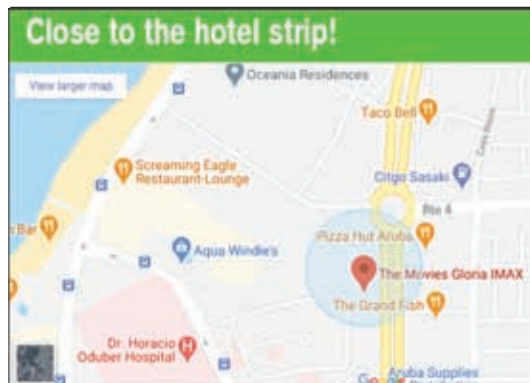 Close to the hotel strip!
View larger map
Oceania Residences
Taco Bell
Screaming Eagle
Restaurant-Lounge
Citgo Sasaki
Rte 4
Bar
Pizza Hut Aruba
Aqua Windie's
The Movies Gloria IMAX
The Grand Fish
Dr. Horacio
Oduber Hospital
H
Aruba Supplies